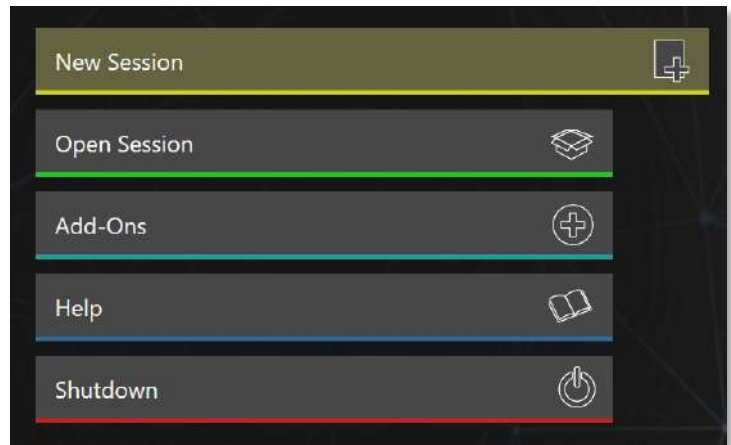 New Session
Open Session
Add-Ons
Help
Shutdown